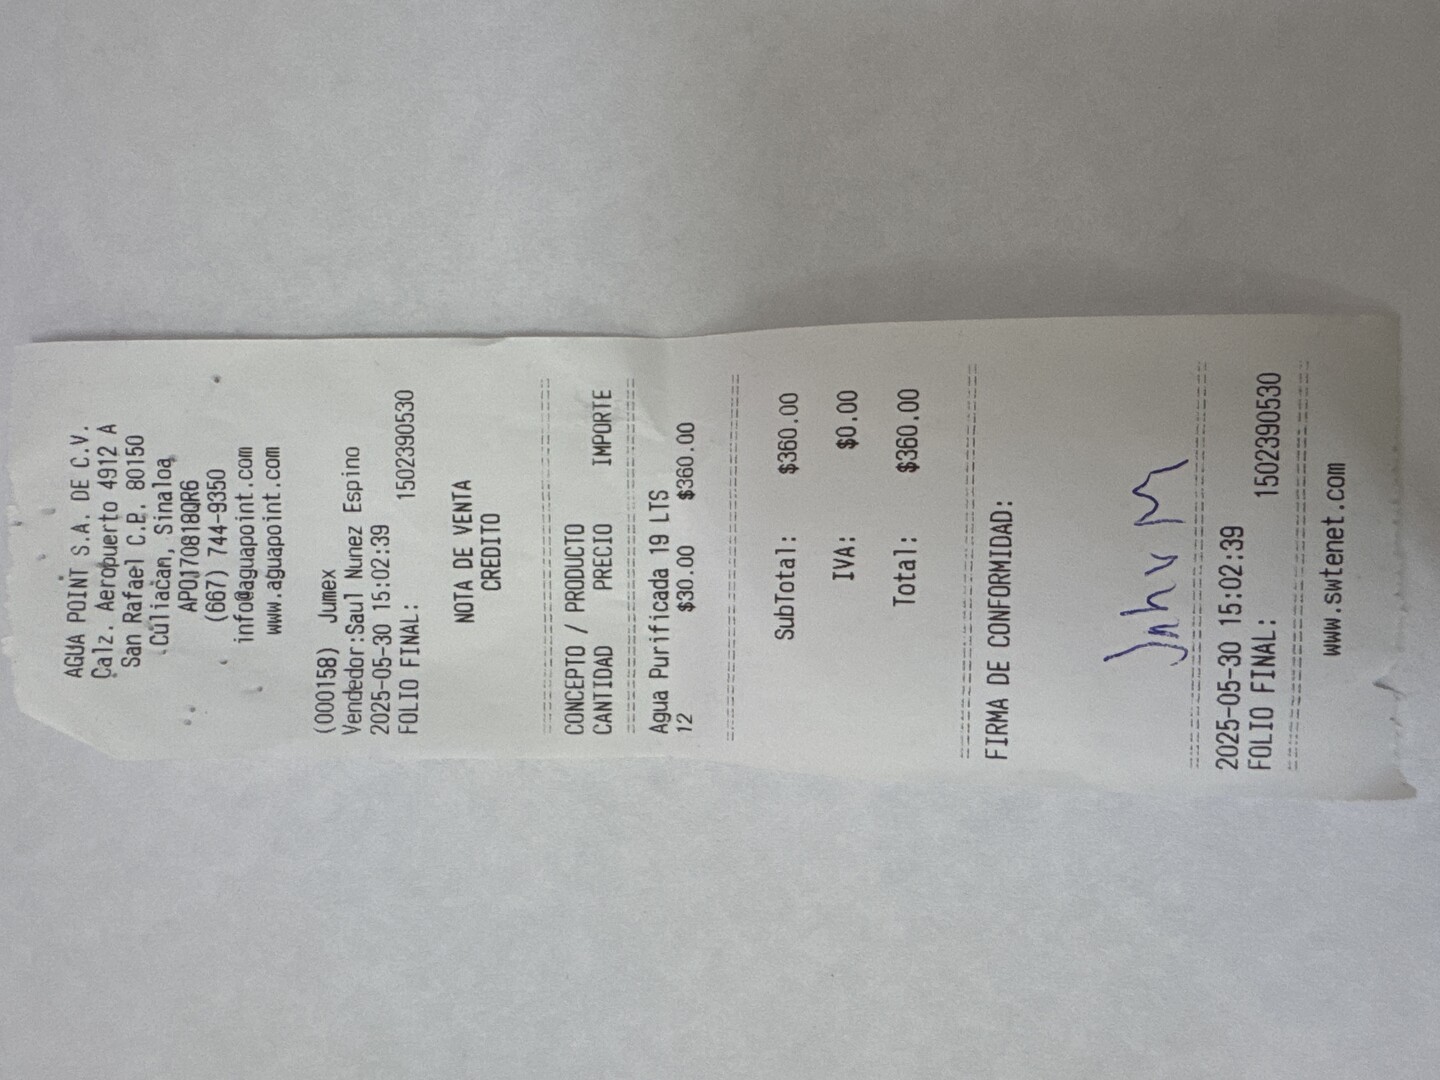 AGUA POINT S.A. DE C.V.
Calz. Aeropuerto 4912 A
San Rafael C.P. 80150
Culiacan, Sinaloa
APO170818QR6
(667) 744-9350
info@aguapoint.com
www.aguapoint.com
(000158) Jumex
Vendedor:Saul Nunez Espino
2025-05-30 15:02:39
FOLIO FINAL: 1502390530
NOTA DE VENTA
CREDITO
CONCEPTO / PRODUCTO
CANTIDAD PRECIO IMPORTE
Agua Purificada 19 LTS
12 $30.00 $360.00
SubTotal: $360.00
IVA: $0.00
Total: $360.00
FIRMA DE CONFORMIDAD:
2025-05-30 15:02:39
FOLIO FINAL: 1502390530
www.swtenet.com